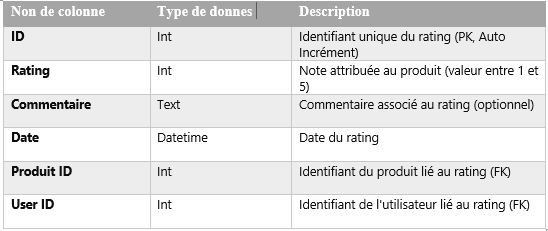 Non de colonne Type de donnes Description
ID Int Identifiant unique du rating (PK, Auto
Incrément)
Rating Int Note attribuée au produit (valeur entre 1 et
5)
Commentaire Text Commentaire associé au rating (optionnel)
Date Datetime Date du rating
Produit ID Int Identifiant du produit lié au rating (FK)
User ID Int Identifiant de l'utilisateur lié au rating (FK)